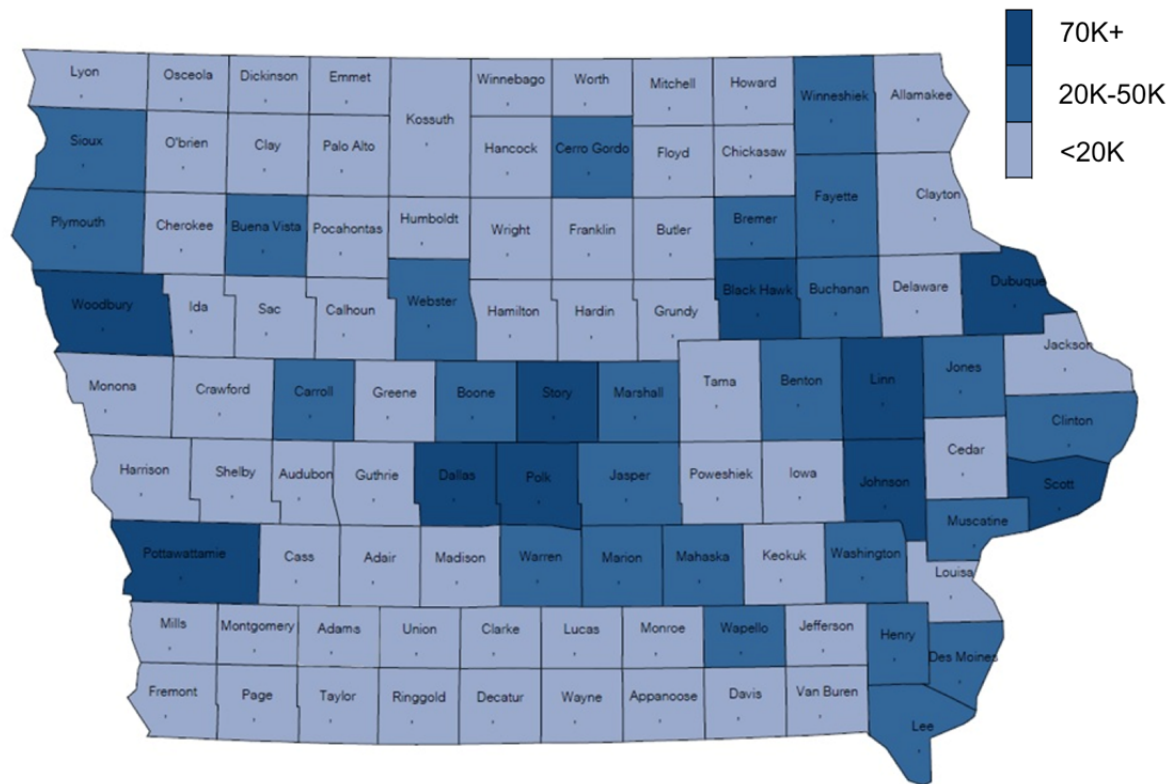 70K+
20K-50K
<20K
Lyon
Osceola
Dickinson
Emmet
Kossuth
Winnebago
Worth
Mitchell
Howard
Winneshiek
Allamakee
Sioux
O'brien
Clay
Palo Alto
Hancock
Cerro Gordo
Floyd
Chickasaw
Plymouth
Cherokee
Buena Vista
Pocahontas
Humboldt
Wright
Franklin
Butler
Bremer
Fayette
Clayton
Woodbury
Ida
Sac
Calhoun
Webster
Hamilton
Hardin
Grundy
Black Hawk
Buchanan
Delaware
Dubuque
Monona
Crawford
Carroll
Greene
Boone
Story
Marshall
Tama
Benton
Linn
Jones
Jackson
Clinton
Harrison
Shelby
Audubon
Guthrie
Dallas
Polk
Jasper
Poweshiek
Iowa
Johnson
Cedar
Scott
Muscatine
Pottawattamie
Cass
Adair
Madison
Warren
Marion
Mahaska
Keokuk
Washington
Louisa
Mills
Montgomery
Adams
Union
Clarke
Lucas
Monroe
Wapello
Jefferson
Henry
Des Moines
Fremont
Page
Taylor
Ringgold
Decatur
Wayne
Appanoose
Davis
Van Buren
Lee